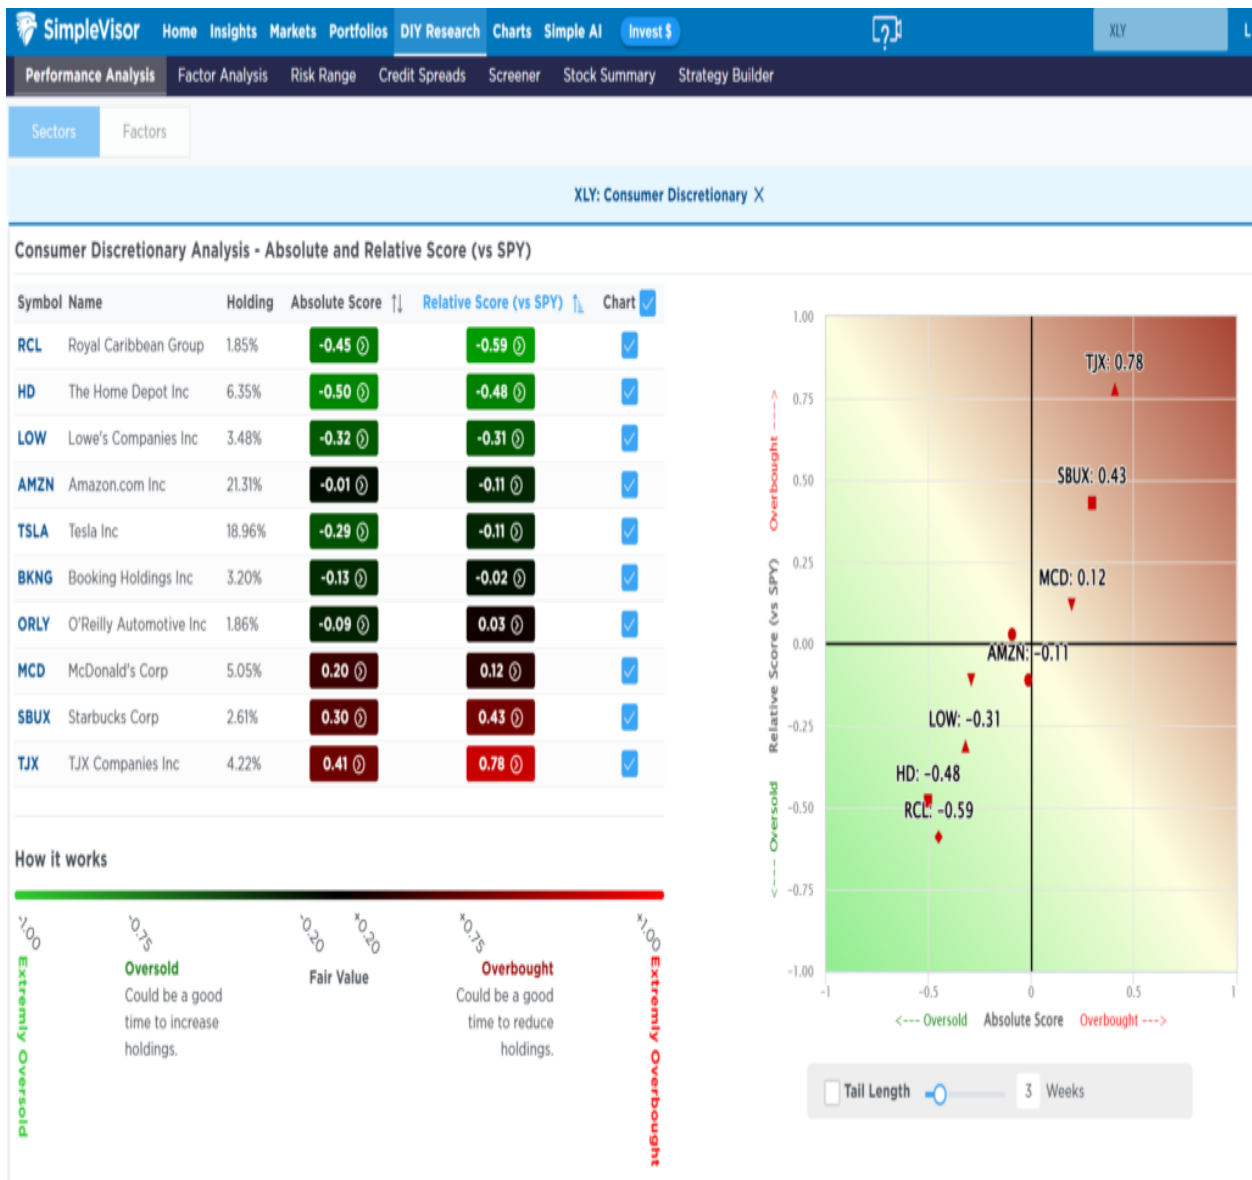 SimpleVisor Home Insights Markets Portfolios DIY Research Charts Simple AI Invest $ ? XLY L
Performance Analysis Factor Analysis Risk Range Credit Spreads Screener Stock Summary Strategy Builder
Sectors Factors
XLY: Consumer Discretionary X
Consumer Discretionary Analysis - Absolute and Relative Score (vs SPY)
Symbol Name Holding Absolute Score Relative Score (vs SPY) Chart
RCL Royal Caribbean Group 1.85% -0.45 -0.59
HD The Home Depot Inc 6.35% -0.50 -0.48
LOW Lowe's Companies Inc 3.48% -0.32 -0.31
AMZN Amazon.com Inc 21.31% -0.01 -0.11
TSLA Tesla Inc 18.96% -0.29 -0.11
BKNG Booking Holdings Inc 3.20% -0.13 -0.02
ORLY O'Reilly Automotive Inc 1.86% -0.09 0.03
MCD McDonald's Corp 5.05% 0.20 0.12
SBUX Starbucks Corp 2.61% 0.30 0.43
TJX TJX Companies Inc 4.22% 0.41 0.78
How it works
-1.00
-0.75
-0.20
+0.20
+0.75
+1.00
Extremly Oversold
Oversold
Could be a good
time to increase
holdings.
Fair Value
Overbought
Could be a good
time to reduce
holdings.
Extremly Overbought
1.00
0.75
0.50
0.25
0.00
-0.25
-0.50
-0.75
-1.00
<--- Oversold Relative Score (vs SPY) Overbought --->
TJX: 0.78
SBUX: 0.43
MCD: 0.12
AMZN: -0.11
LOW: -0.31
HD: -0.48
RCL: -0.59
-1 -0.5 0 0.5 1
<--- Oversold Absolute Score Overbought --->
Tail Length 3 Weeks